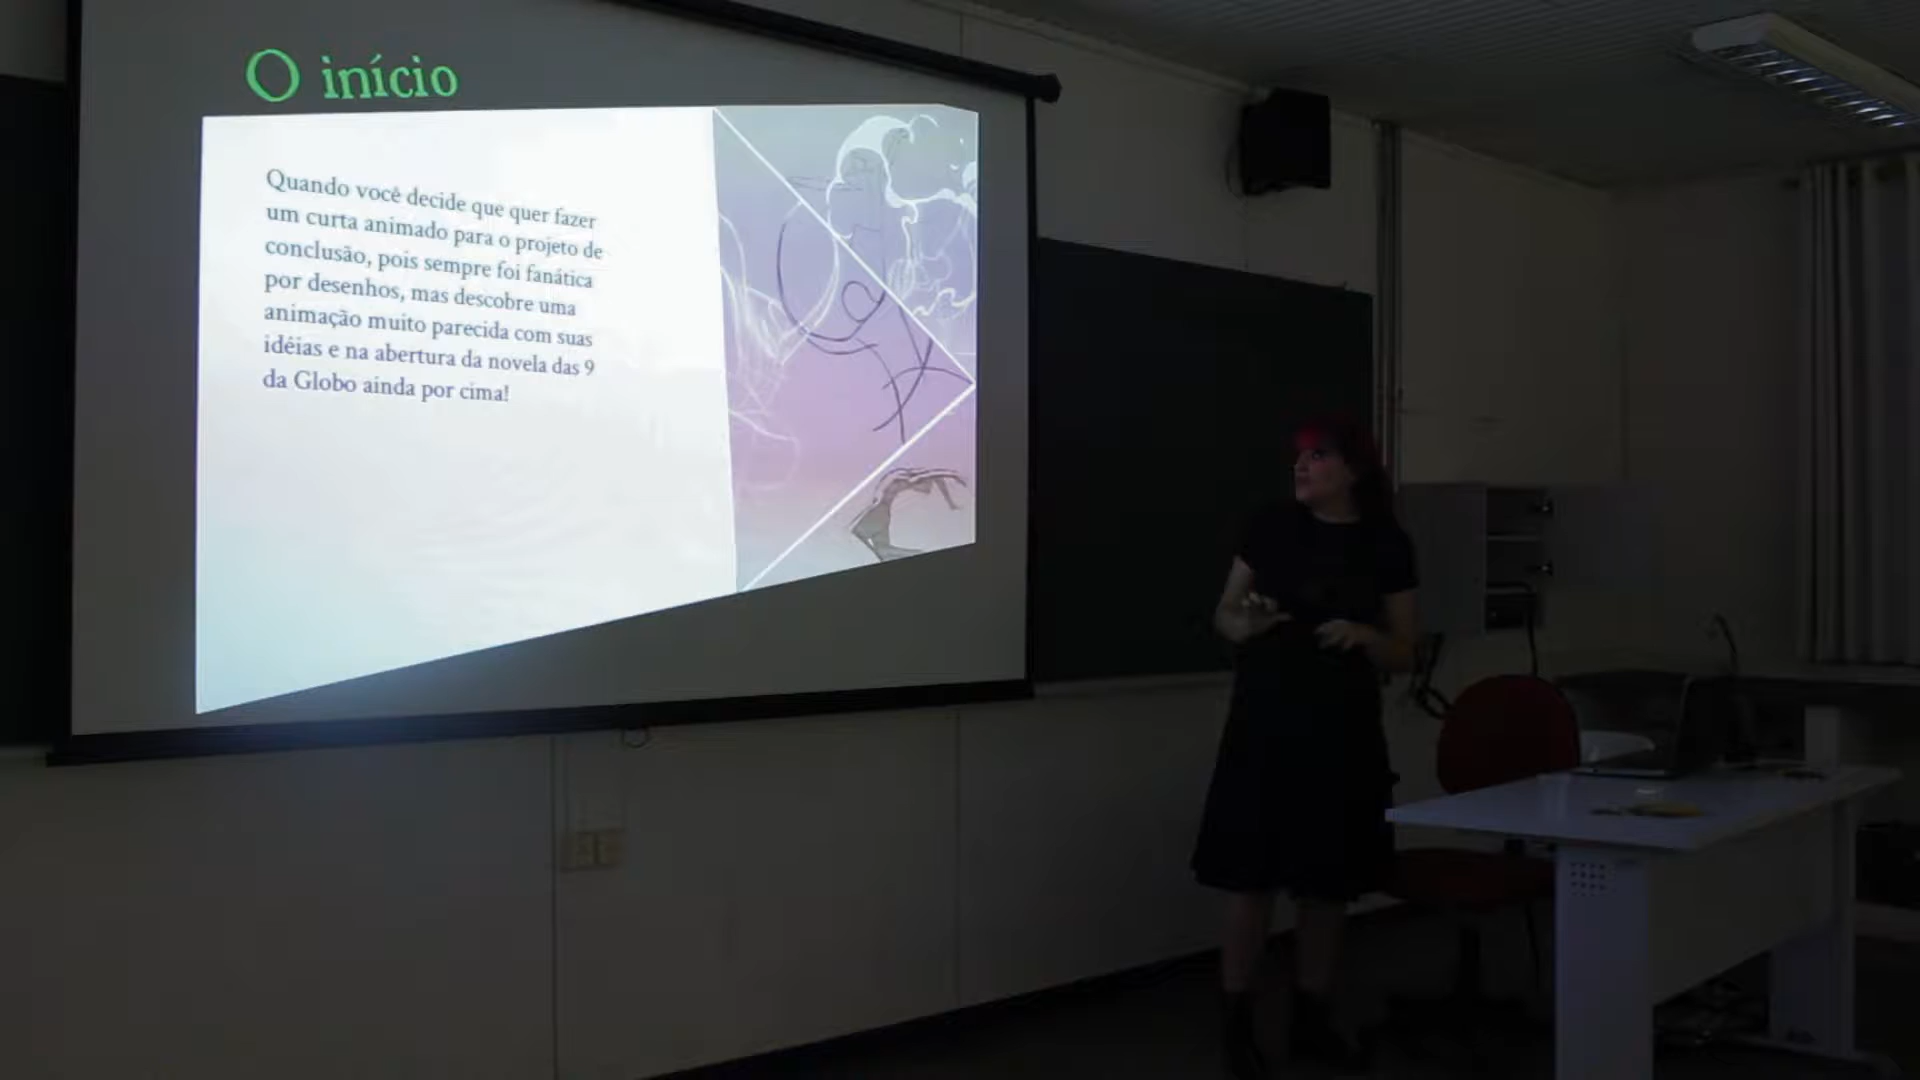 O início
Quando você decide que quer fazer
um curta animado para o projeto de
conclusão, pois sempre foi fanática
por desenhos, mas descobre uma
animação muito parecida com suas
idéias e na abertura da novela das 9
da Globo ainda por cima!